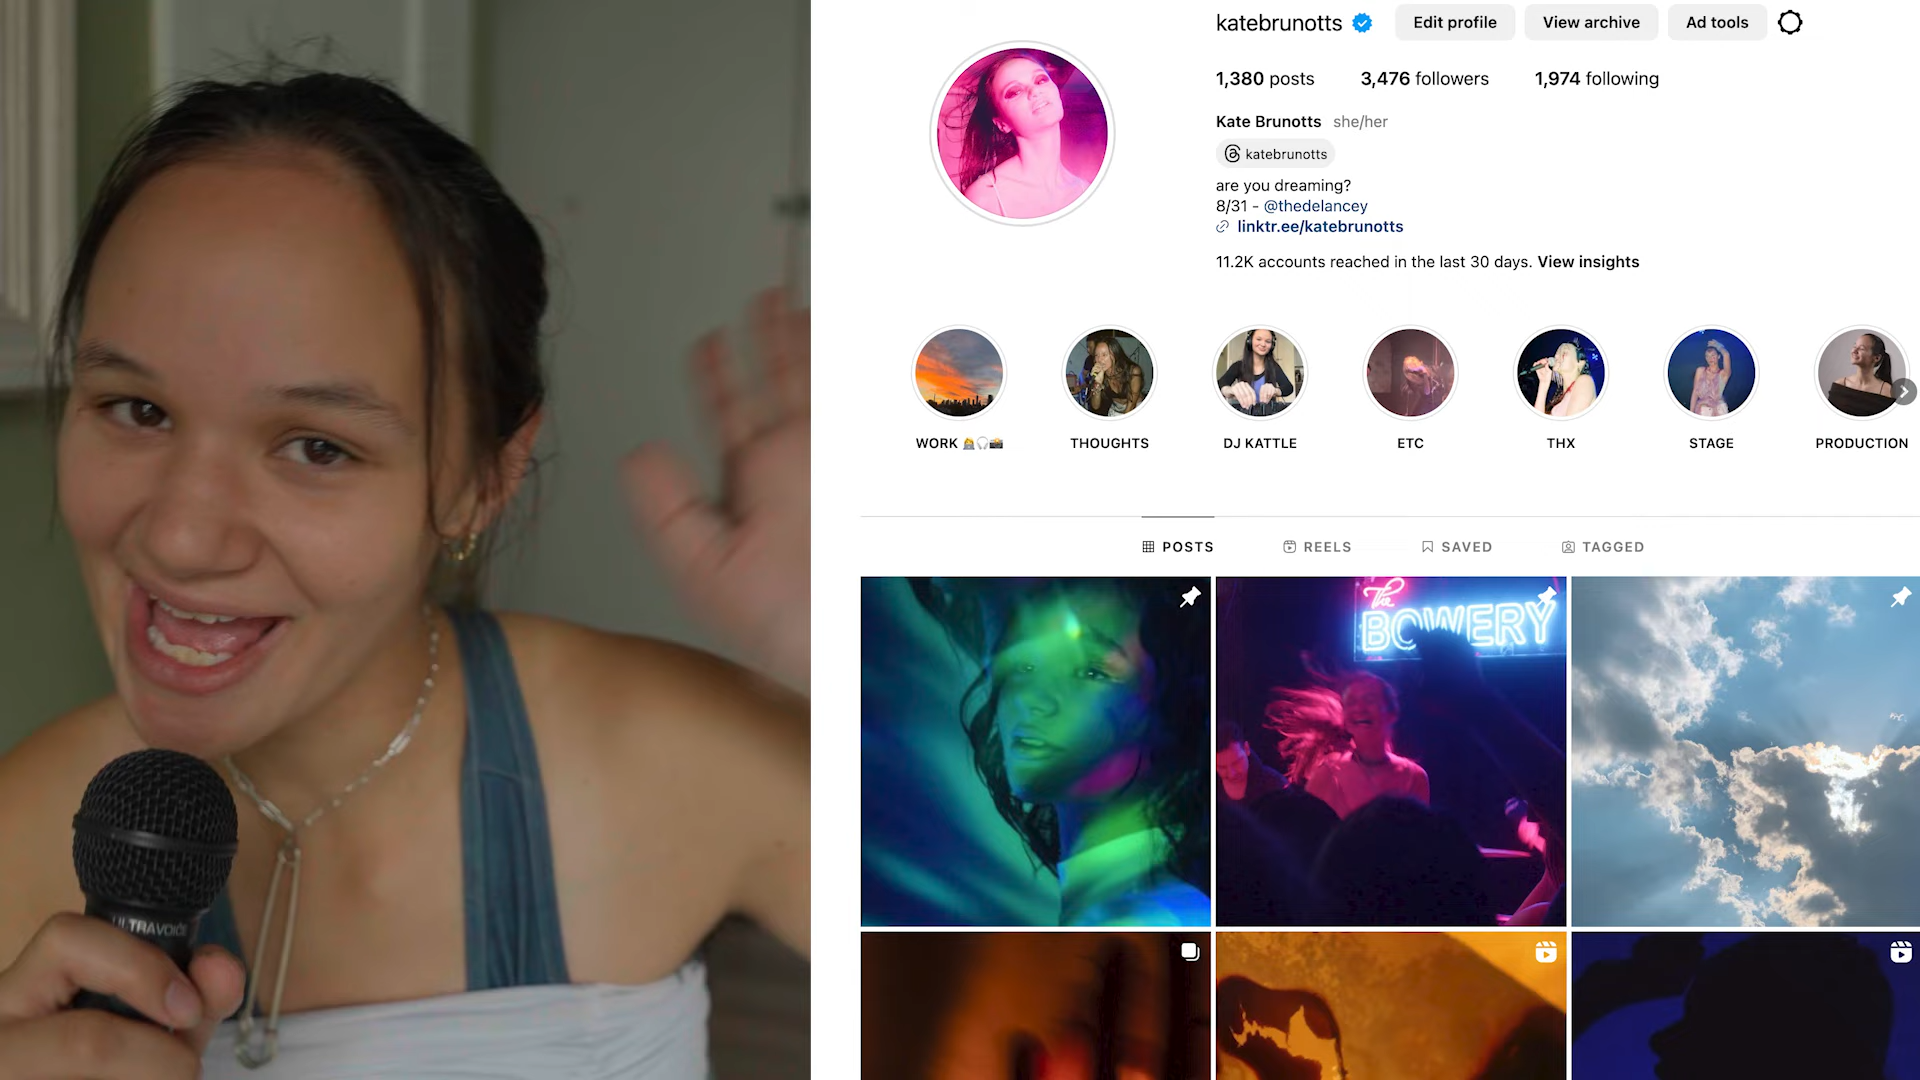 katebrunotts Edit profile View archive Ad tools
1,380 posts 3,476 followers 1,974 following
Kate Brunotts she/her
katebrunotts
are you dreaming?
8/31 - @thedelancey
linktr.ee/katebrunotts
11.2K accounts reached in the last 30 days. View insights
WORK 👩‍💻🎧📸 THOUGHTS DJ KATTLE ETC THX STAGE PRODUCTION
POSTS REELS SAVED TAGGED
The
BOWERY
ULTRAVOICE